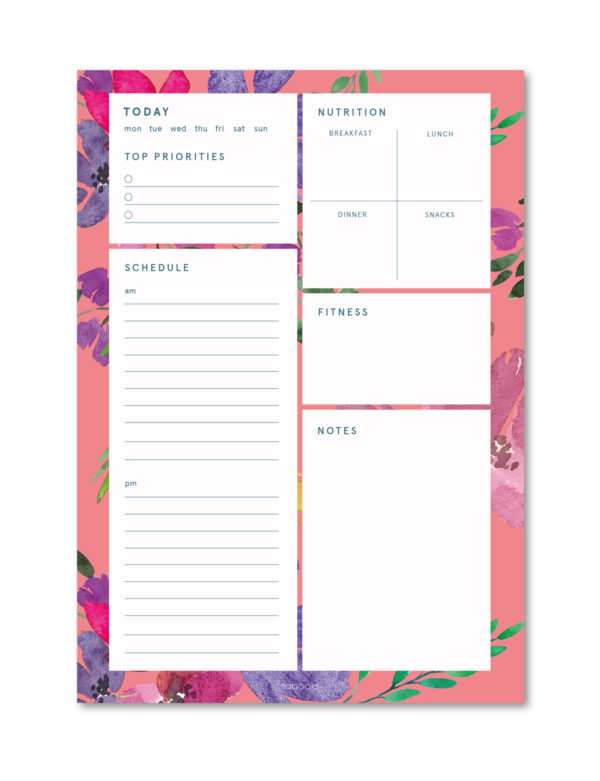 TODAY
mon tue wed thu fri sat sun
TOP PRIORITIES
SCHEDULE
am
pm
NUTRITION
BREAKFAST
LUNCH
DINNER
SNACKS
FITNESS
NOTES